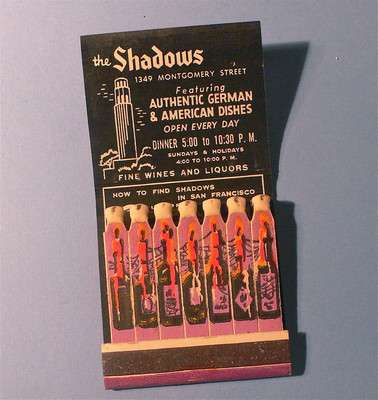 the Shadows
1349 MONTGOMERY STREET
Featuring
AUTHENTIC GERMAN
& AMERICAN DISHES
OPEN EVERY DAY
DINNER 5:00 to 10:30 P. M.
SUNDAYS & HOLIDAYS
4:00 TO 10:00 P. M.
FINE WINES AND LIQUORS
HOW TO FIND SHADOWS
IN SAN FRANCISCO